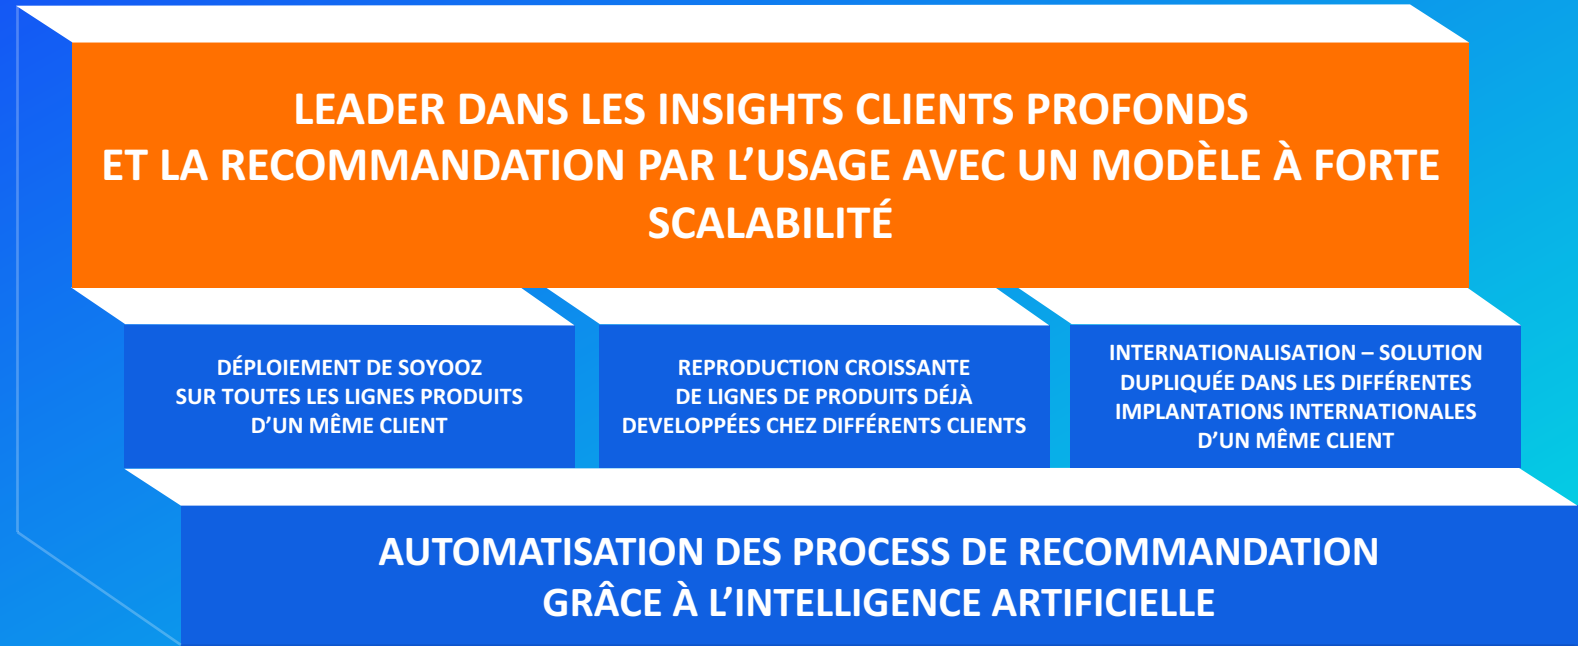 LEADER DANS LES INSIGHTS CLIENTS PROFONDS
ET LA RECOMMANDATION PAR L’USAGE AVEC UN MODÈLE À FORTE
SCALABILITÉ
DÉPLOIEMENT DE SOYOOZ
SUR TOUTES LES LIGNES PRODUITS
D’UN MÊME CLIENT
REPRODUCTION CROISSANTE
DE LIGNES DE PRODUITS DÉJÀ
DEVELOPPÉES CHEZ DIFFÉRENTS CLIENTS
INTERNATIONALISATION – SOLUTION
DUPLIQUÉE DANS LES DIFFÉRENTES
IMPLANTATIONS INTERNATIONALES
D’UN MÊME CLIENT
AUTOMATISATION DES PROCESS DE RECOMMANDATION
GRÂCE À L’INTELLIGENCE ARTIFICIELLE